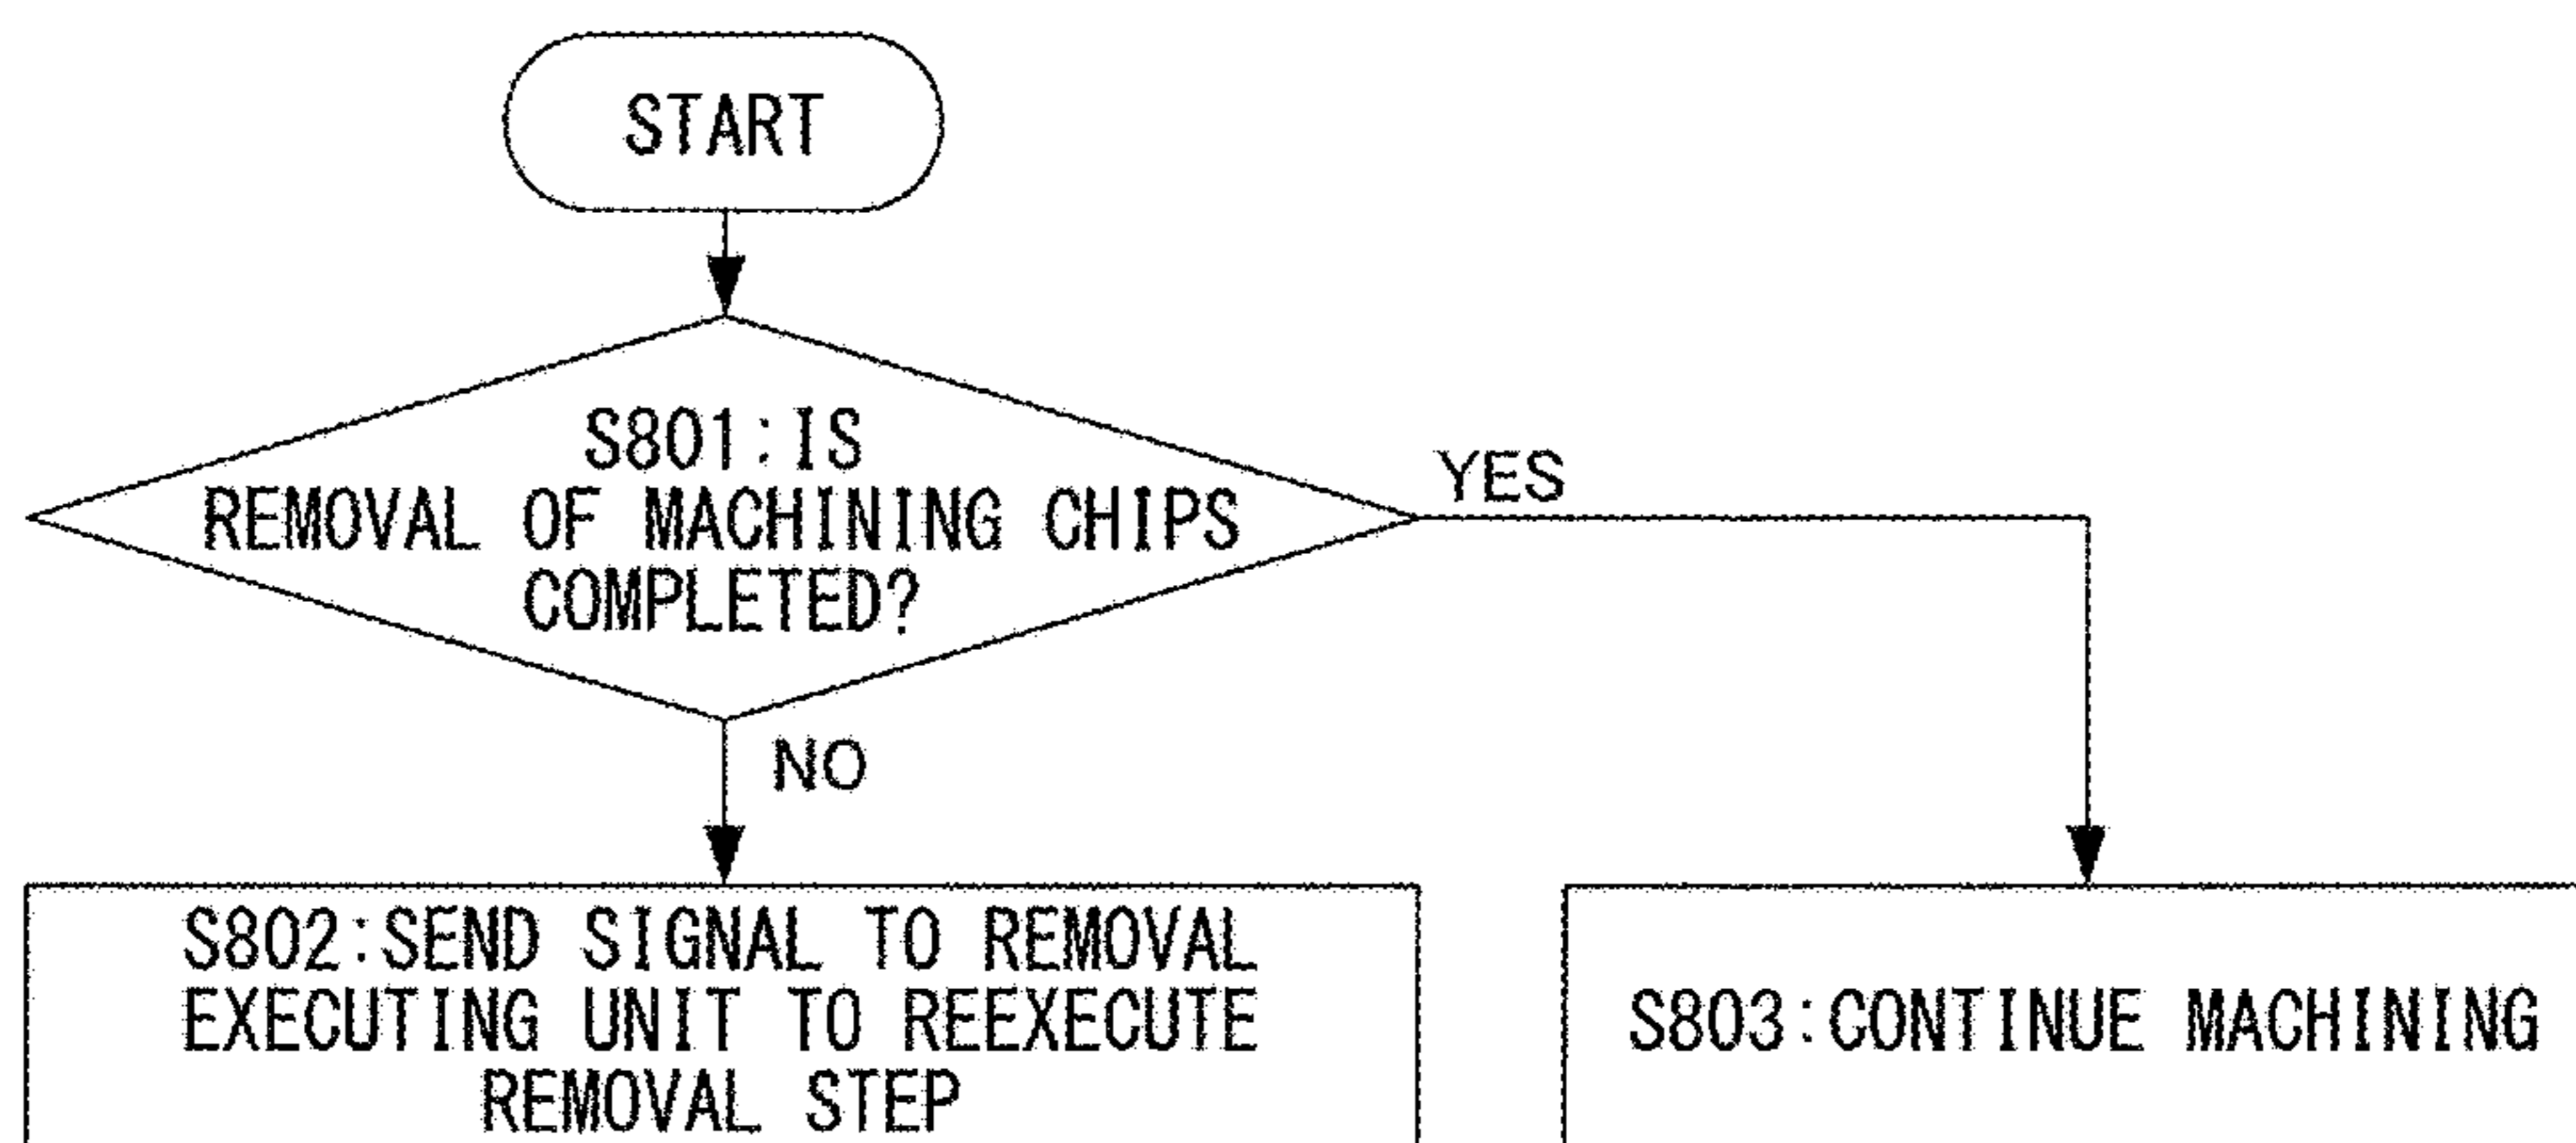 START
S801:IS
REMOVAL OF MACHINING CHIPS
COMPLETED?
YES
NO
S802:SEND SIGNAL TO REMOVAL
EXECUTING UNIT TO REEXECUTE
REMOVAL STEP
S803:CONTINUE MACHINING